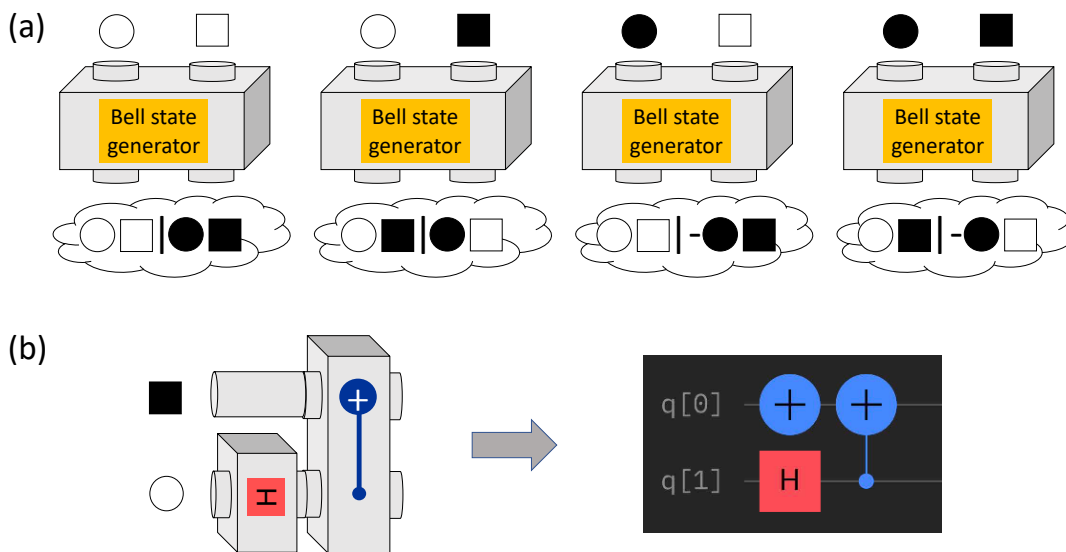 (a)
Bell state
generator
Bell state
generator
Bell state
generator
Bell state
generator
| | |- |-
(b)
H
q[0]
q[1]
H